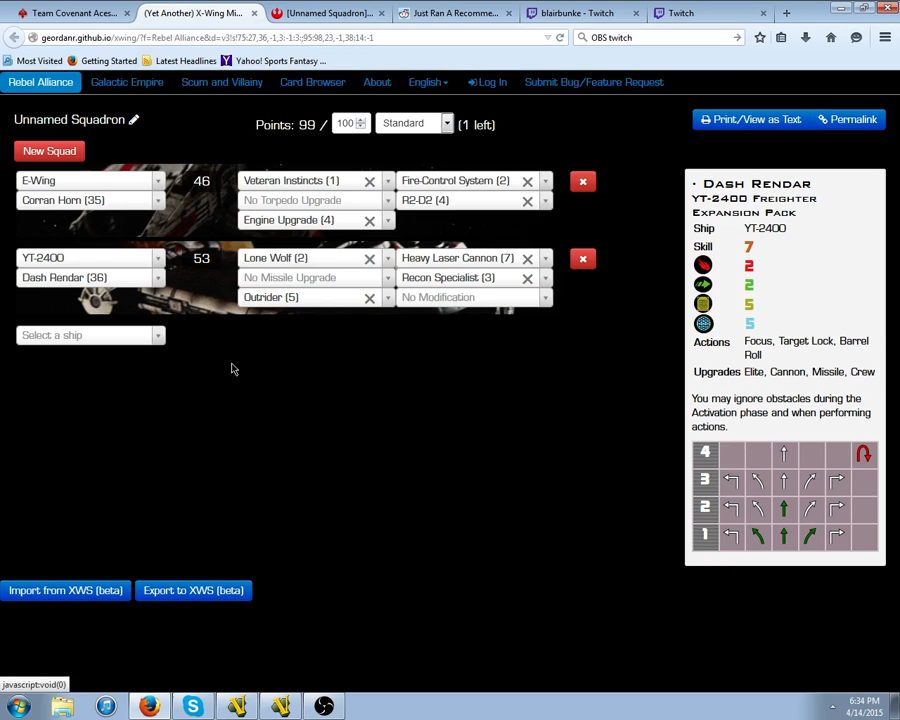 Team Covenant Aces...
(Yet Another) X-Wing Mi...
[Unnamed Squadron]...
Just Ran A Recomme...
blairbunke - Twitch
Twitch
geordanr.github.io/xwing/?f=Rebel Alliance&d=v3!s!75:27,36,-1,3:-1:3:;95:98,23,-1,38:14:-1
OBS twitch
Most Visited
Getting Started
Latest Headlines
Yahoo! Sports Fantasy ...
Rebel Alliance
Galactic Empire
Scum and Villainy
Card Browser
About
English
Log In
Submit Bug/Feature Request
Unnamed Squadron
Points: 99 / 100
Standard
(1 left)
Print/View as Text
Permalink
New Squad
E-Wing
46
Veteran Instincts (1)
Fire-Control System (2)
Corran Horn (35)
No Torpedo Upgrade
R2-D2 (4)
Engine Upgrade (4)
YT-2400
53
Lone Wolf (2)
Heavy Laser Cannon (7)
Dash Rendar (36)
No Missile Upgrade
Recon Specialist (3)
Outrider (5)
No Modification
Select a ship
· Dash Rendar
YT-2400 Freighter
Expansion Pack
Ship YT-2400
Skill 7
2
2
5
5
Actions Focus, Target Lock, Barrel
Roll
Upgrades Elite, Cannon, Missile, Crew
You may ignore obstacles during the
Activation phase and when performing
actions.
4
3
2
1
Import from XWS (beta)
Export to XWS (beta)
javascript:void(0)
6:34 PM
4/14/2015